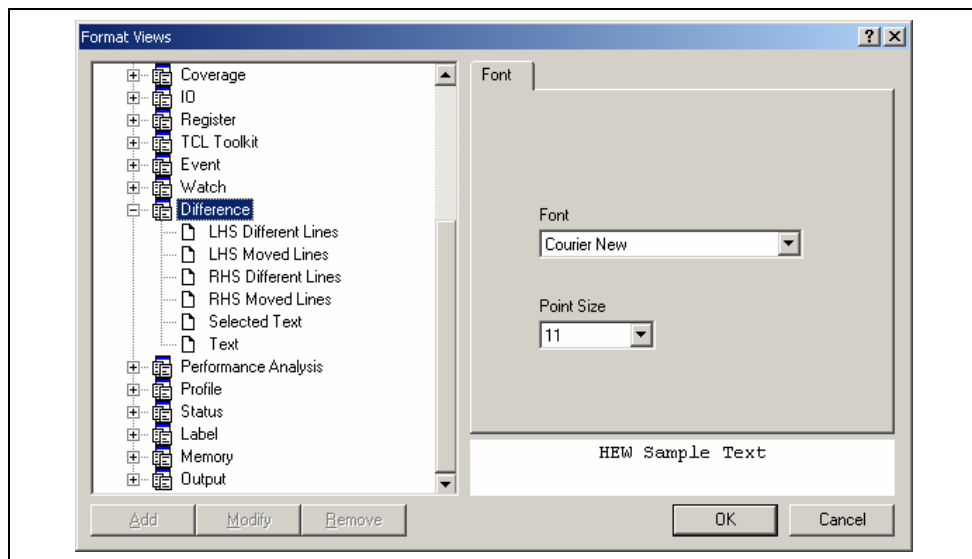 Format Views
Coverage
IO
Register
TCL Toolkit
Event
Watch
Difference
LHS Different Lines
LHS Moved Lines
RHS Different Lines
RHS Moved Lines
Selected Text
Text
Performance Analysis
Profile
Status
Label
Memory
Output
Add Modify Remove
Font
Font
Courier New
Point Size
11
HEW Sample Text
OK Cancel